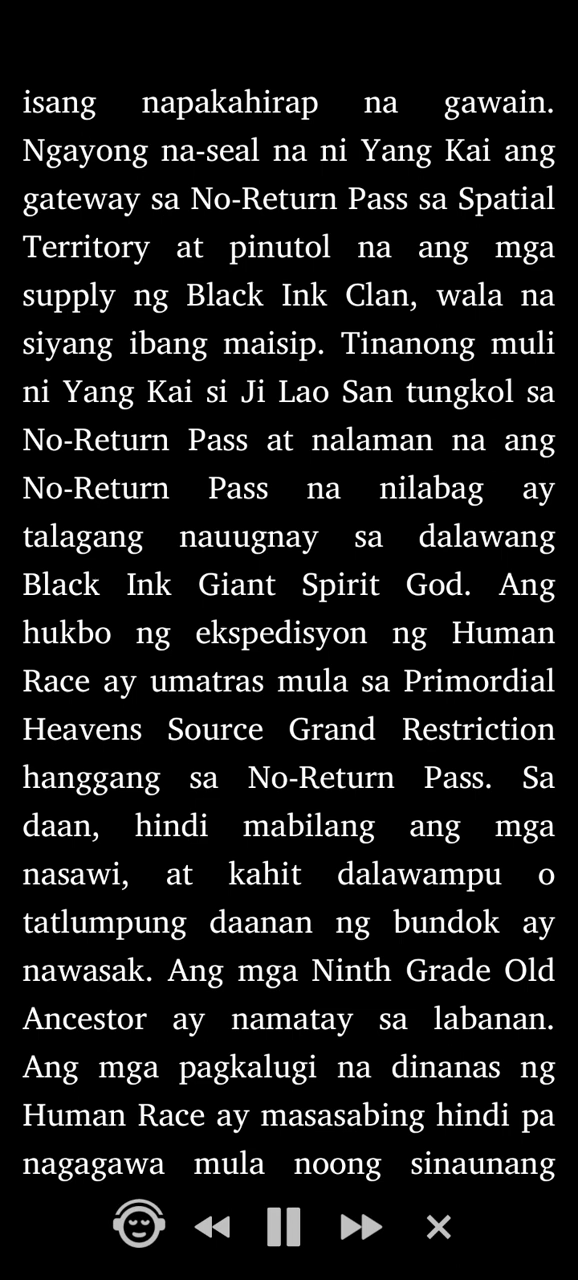 isang napakahirap na gawain.
Ngayong na-seal na ni Yang Kai ang
gateway sa No-Return Pass sa Spatial
Territory at pinutol na ang mga
supply ng Black Ink Clan, wala na
siyang ibang maisip. Tinanong muli
ni Yang Kai si Ji Lao San tungkol sa
No-Return Pass at nalaman na ang
No-Return Pass na nilabag ay
talagang nauugnay sa dalawang
Black Ink Giant Spirit God. Ang
hukbo ng ekspedisyon ng Human
Race ay umatras mula sa Primordial
Heavens Source Grand Restriction
hanggang sa No-Return Pass. Sa
daan, hindi mabilang ang mga
nasawi, at kahit dalawampu o
tatlumpung daanan ng bundok ay
nawasak. Ang mga Ninth Grade Old
Ancestor ay namatay sa labanan.
Ang mga pagkalugi na dinanas ng
Human Race ay masasabing hindi pa
nagagawa mula noong sinaunang